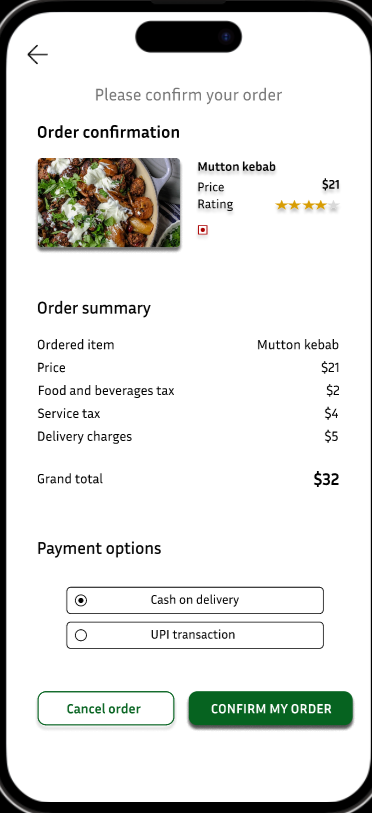 Please confirm your order
Order confirmation
Mutton kebab
Price $21
Rating
Order summary
Ordered item Mutton kebab
Price $21
Food and beverages tax $2
Service tax $4
Delivery charges $5
Grand total $32
Payment options
Cash on delivery
UPI transaction
Cancel order CONFIRM MY ORDER